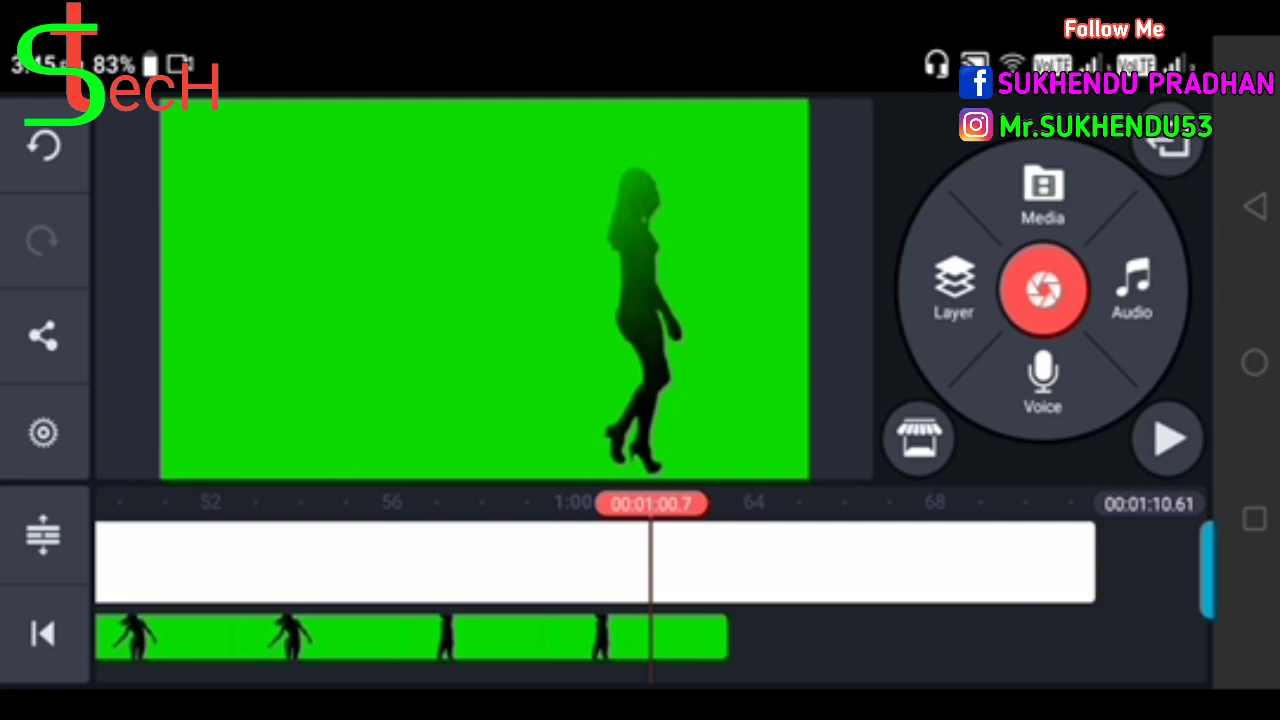 Follow Me
83%
SUKHENDU PRADHAN
Mr.SUKHENDU53
S tecH
Media
Layer
Audio
Voice
52
56
1:00
00:01:00.7
64
68
00:01:10.61